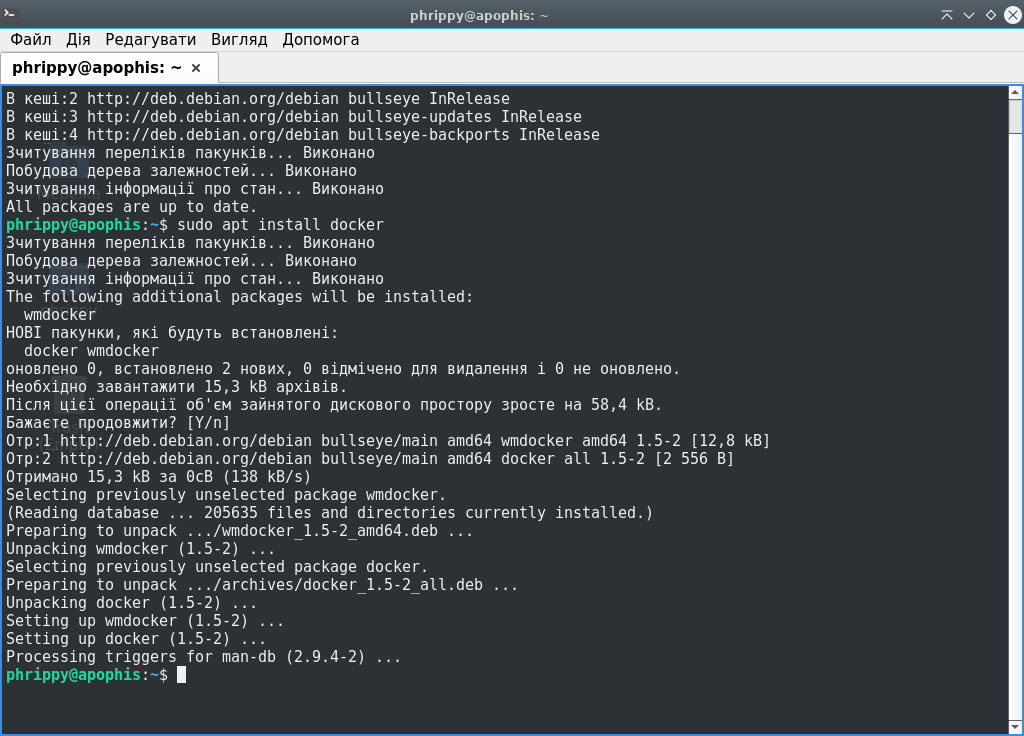 phrippy@apophis: ~
Файл Дія Редагувати Вигляд Допомога
phrippy@apophis: ~ ×
В кеші:2 http://deb.debian.org/debian bullseye InRelease
В кеші:3 http://deb.debian.org/debian bullseye-updates InRelease
В кеші:4 http://deb.debian.org/debian bullseye-backports InRelease
Зчитування переліків пакунків... Виконано
Побудова дерева залежностей... Виконано
Зчитування інформації про стан... Виконано
All packages are up to date.
phrippy@apophis:~$ sudo apt install docker
Зчитування переліків пакунків... Виконано
Побудова дерева залежностей... Виконано
Зчитування інформації про стан... Виконано
The following additional packages will be installed:
  wmdocker
НОВІ пакунки, які будуть встановлені:
  docker wmdocker
оновлено 0, встановлено 2 нових, 0 відмічено для видалення і 0 не оновлено.
Необхідно завантажити 15,3 kB архівів.
Після цієї операції об'єм зайнятого дискового простору зросте на 58,4 kB.
Бажаєте продовжити? [Y/n]
Отр:1 http://deb.debian.org/debian bullseye/main amd64 wmdocker amd64 1.5-2 [12,8 kB]
Отр:2 http://deb.debian.org/debian bullseye/main amd64 docker all 1.5-2 [2 556 B]
Отримано 15,3 kB за 0сB (138 kB/s)
Selecting previously unselected package wmdocker.
(Reading database ... 205635 files and directories currently installed.)
Preparing to unpack .../wmdocker_1.5-2_amd64.deb ...
Unpacking wmdocker (1.5-2) ...
Selecting previously unselected package docker.
Preparing to unpack .../archives/docker_1.5-2_all.deb ...
Unpacking docker (1.5-2) ...
Setting up wmdocker (1.5-2) ...
Setting up docker (1.5-2) ...
Processing triggers for man-db (2.9.4-2) ...
phrippy@apophis:~$